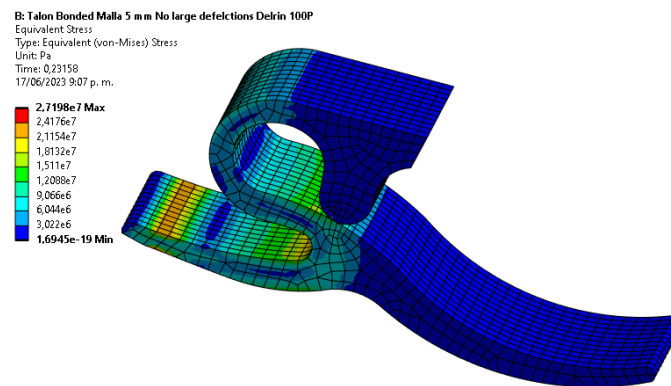 B: Talon Bonded Malla 5 mm No large defelctions Delrin 100P
Equivalent Stress
Type: Equivalent (von-Mises) Stress
Unit: Pa
Time: 0,23158
17/06/2023 9:07 p. m.
2,7198e7 Max
2,4176e7
2,1154e7
1,8132e7
1,511e7
1,2088e7
9,066e6
6,044e6
3,022e6
1,6945e-19 Min